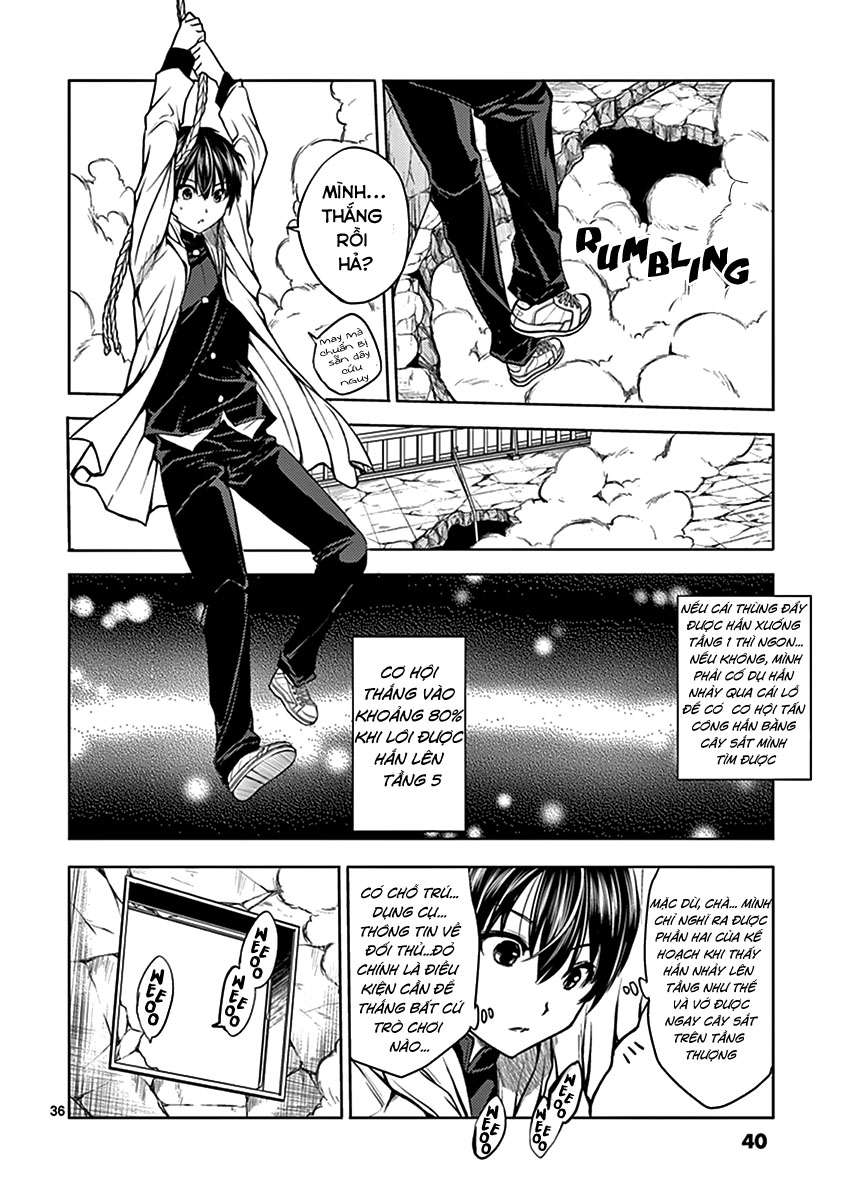 MÌNH...
THẮNG
RỒI
HẢ?
May mà
chuẩn bị
sẵn dây
cứu
nguy
RUMBLING
NẾU CÁI THÙNG ĐẨY
ĐƯỢC HẮN XUỐNG
TẦNG 1 THÌ NGON...
NẾU KHÔNG, MÌNH
PHẢI CỐ DỤ HẮN
NHẢY QUA CÁI LỖ
ĐỂ CÓ CƠ HỘI TẤN
CÔNG HẮN BẰNG
CÂY SẮT MÌNH
TÌM ĐƯỢC
CƠ HỘI
THẮNG VÀO
KHOẢNG 80%
KHI LÔI ĐƯỢC
HẮN LÊN
TẦNG 5
MẶC DÙ, CHÀ... MÌNH
CHỈ NGHĨ RA ĐƯỢC
PHẦN HAI CỦA KẾ
HOẠCH KHI THẤY
HẮN NHẢY LÊN
TẦNG NHƯ THẾ
VÀ VỚ ĐƯỢC
NGAY CÂY SẮT
TRÊN TẦNG
THƯỢNG
CÓ CHỖ TRÚ...
DỤNG CỤ...
THÔNG TIN VỀ
ĐỐI THỦ...ĐÓ
CHÍNH LÀ ĐIỀU
KIỆN CẦN ĐỂ
THẮNG BẤT CỨ
TRÒ CHƠI
NÀO...
WEOO
WEOO
WEEOO
WEOO
WEOO
WEEOO
WEOO
36
40